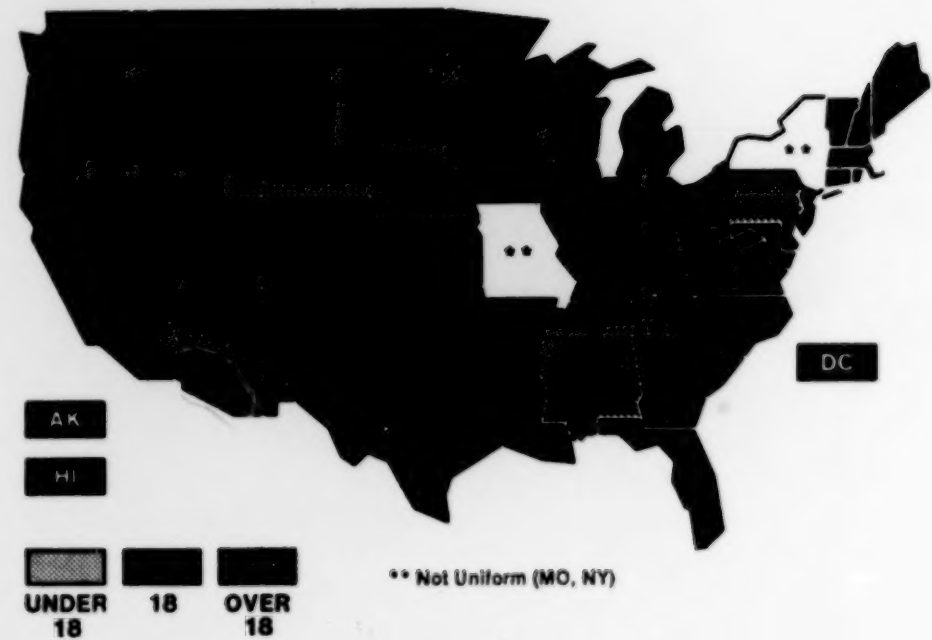 ** **
DC
AK
HI
** Not Uniform (MO, NY)
UNDER 18 OVER
18 18